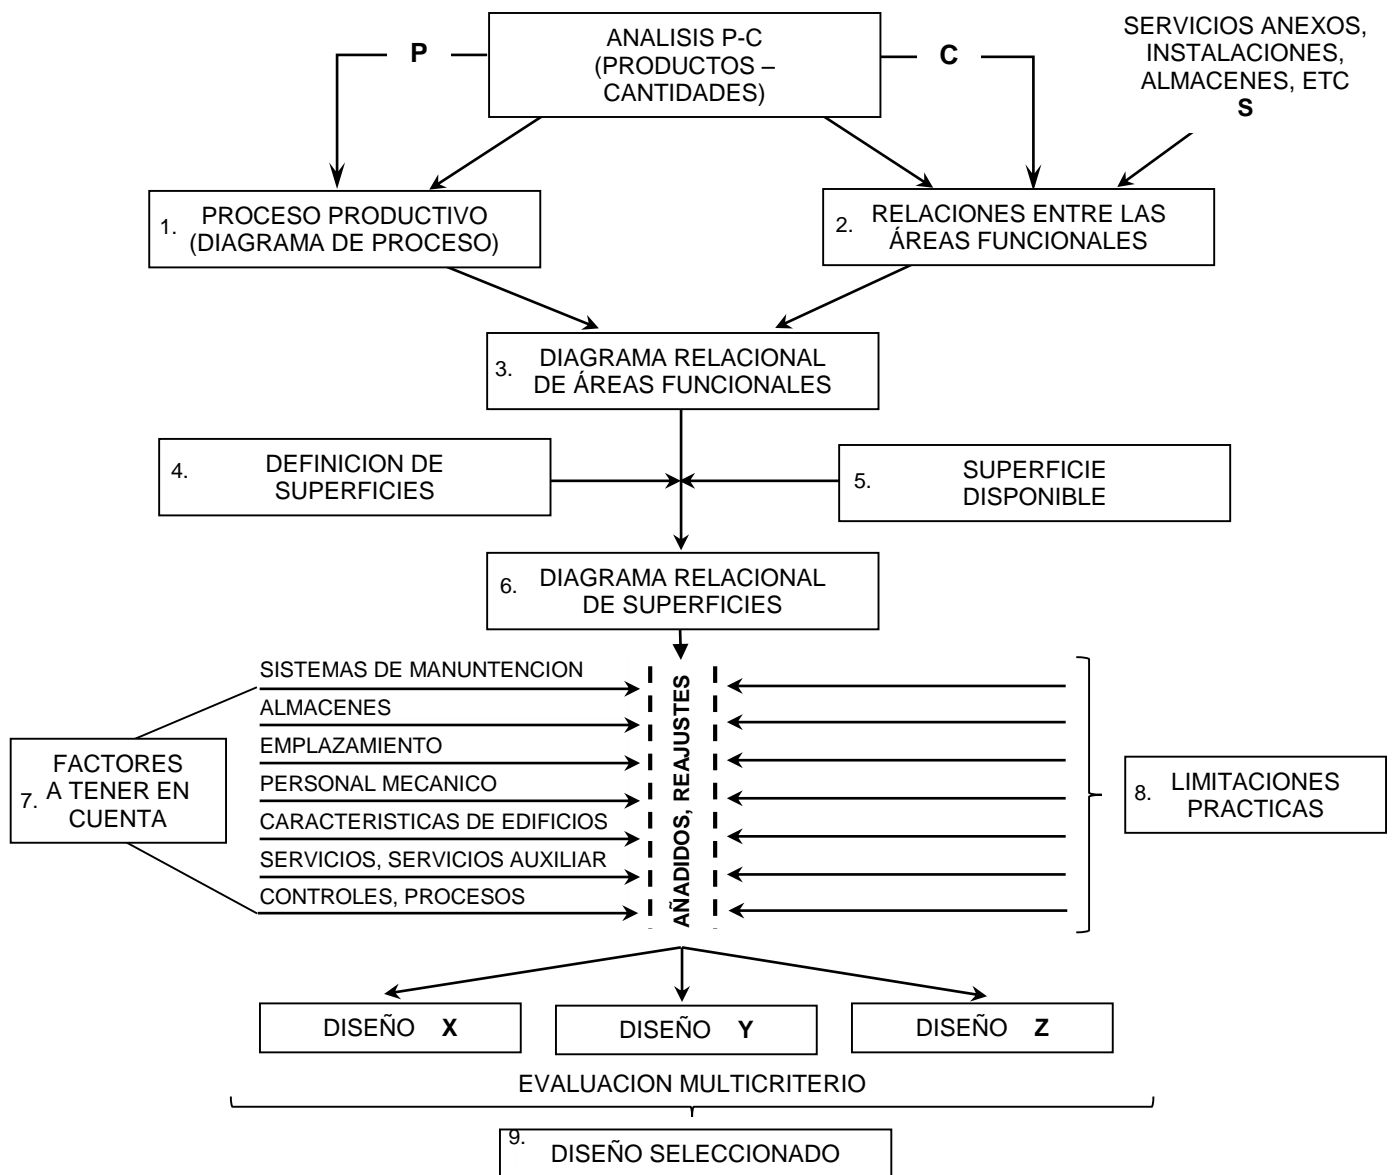 P
ANALISIS P-C
(PRODUCTOS –
CANTIDADES)
C
SERVICIOS ANEXOS,
INSTALACIONES,
ALMACENES, ETC
S
1. PROCESO PRODUCTIVO
(DIAGRAMA DE PROCESO)
2. RELACIONES ENTRE LAS
ÁREAS FUNCIONALES
3. DIAGRAMA RELACIONAL
DE ÁREAS FUNCIONALES
4. DEFINICION DE
SUPERFICIES
5. SUPERFICIE
DISPONIBLE
6. DIAGRAMA RELACIONAL
DE SUPERFICIES
7. FACTORES
A TENER EN
CUENTA
SISTEMAS DE MANUNTENCION
ALMACENES
EMPLAZAMIENTO
PERSONAL MECANICO
CARACTERISTICAS DE EDIFICIOS
SERVICIOS, SERVICIOS AUXILIAR
CONTROLES, PROCESOS
AÑADIDOS, REAJUSTES
8. LIMITACIONES
PRACTICAS
DISEÑO X
DISEÑO Y
DISEÑO Z
EVALUACION MULTICRITERIO
9. DISEÑO SELECCIONADO